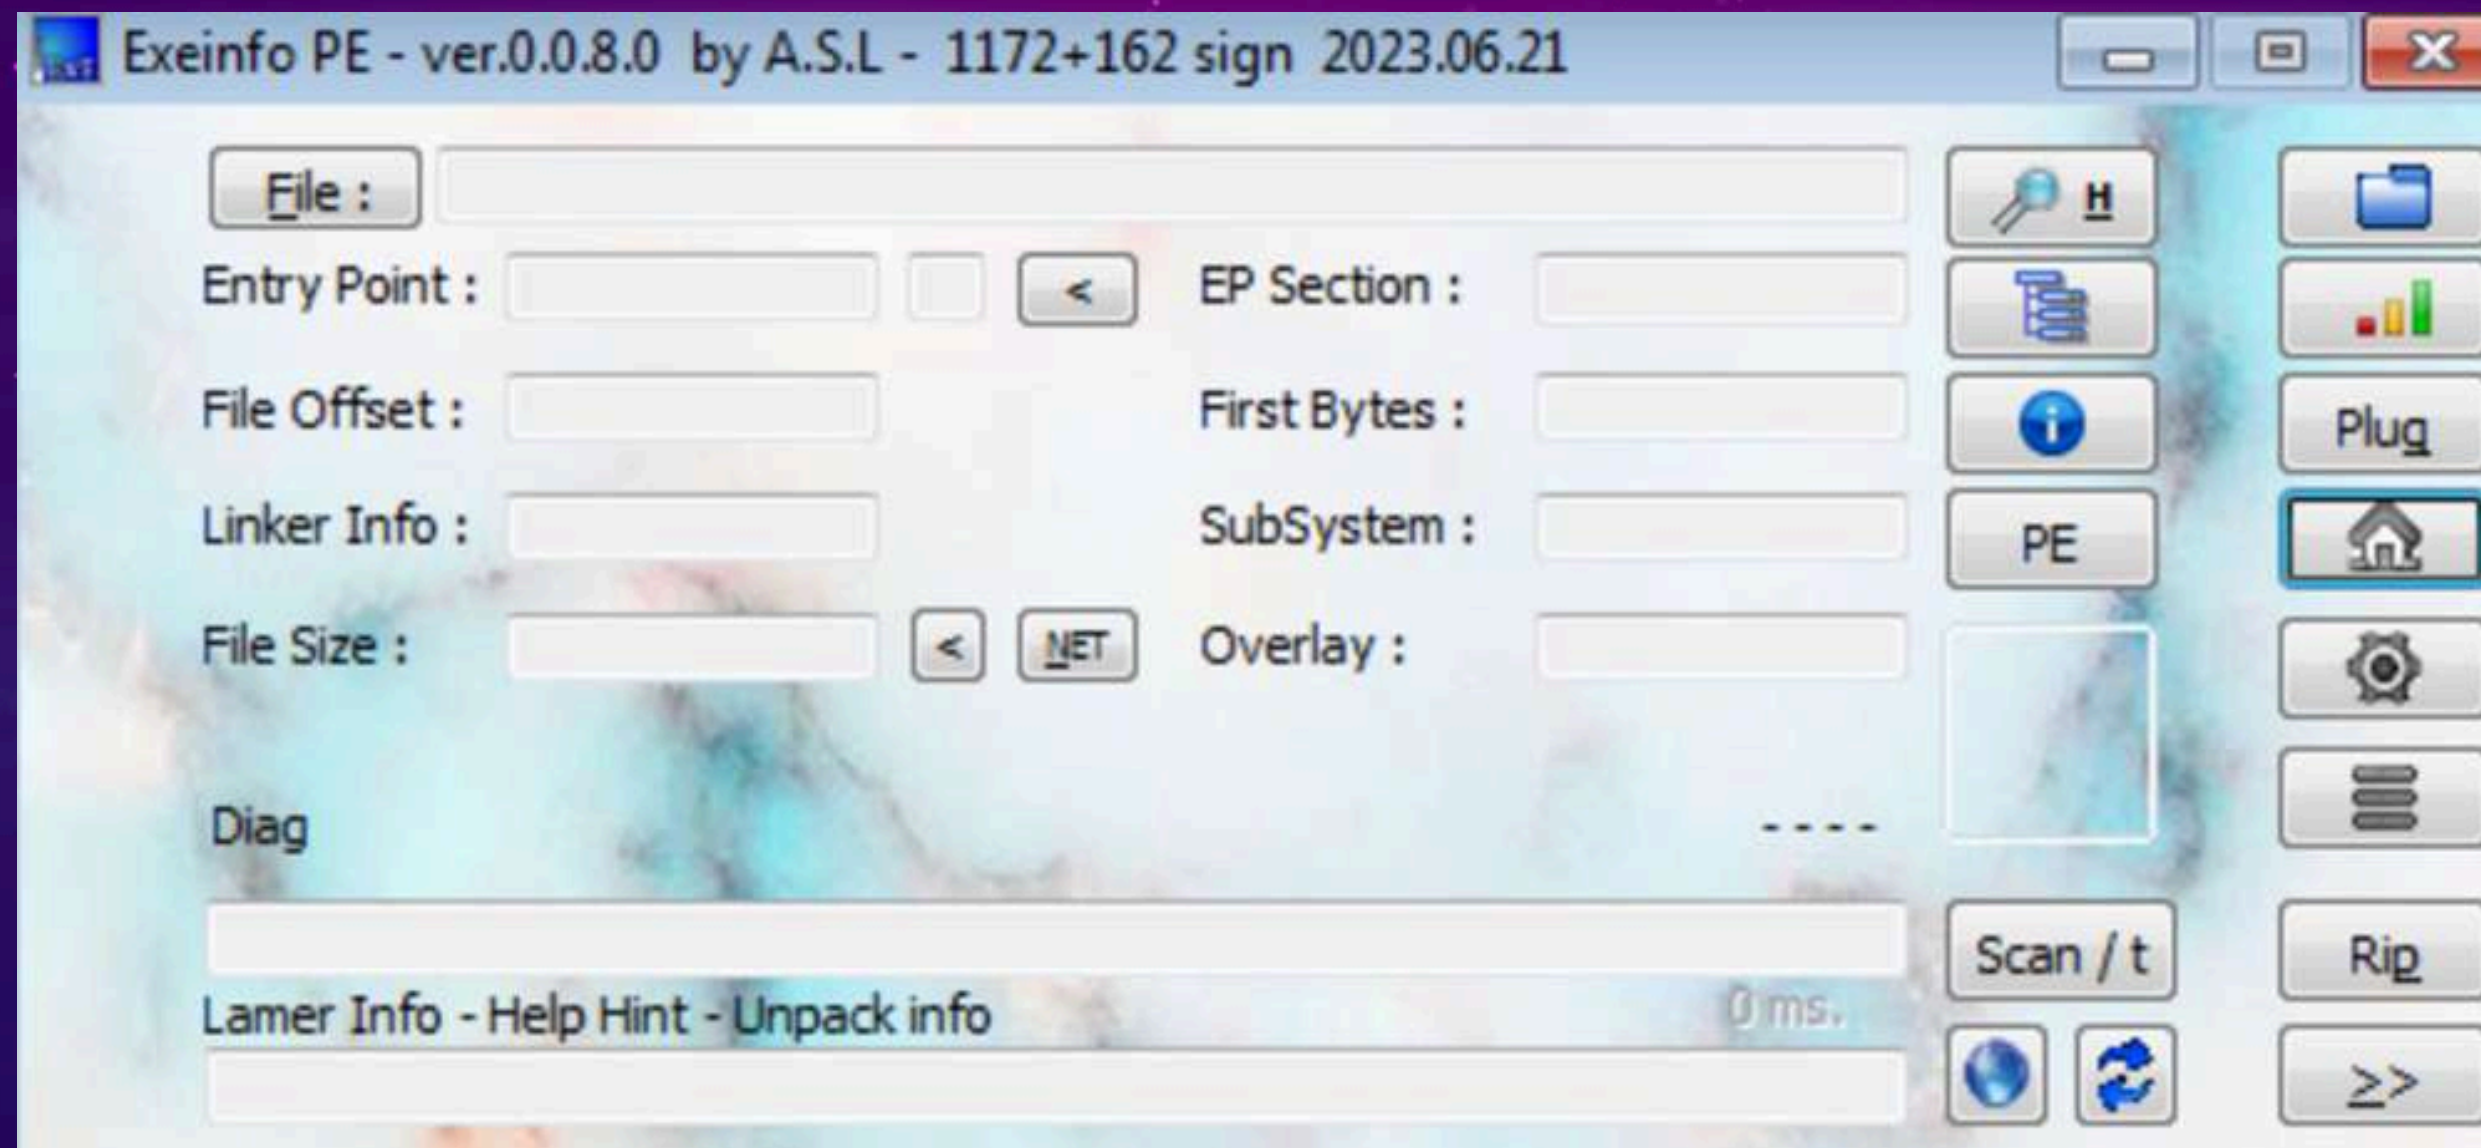 Exeinfo PE - ver.0.0.8.0 by A.S.L - 1172+162 sign 2023.06.21
File :
H
Entry Point :
<
EP Section :
File Offset :
First Bytes :
Plug
Linker Info :
SubSystem :
PE
File Size :
<
NET
Overlay :
Diag
- - - -
Scan / t
Rip
Lamer Info - Help Hint - Unpack info
0 ms.
>>